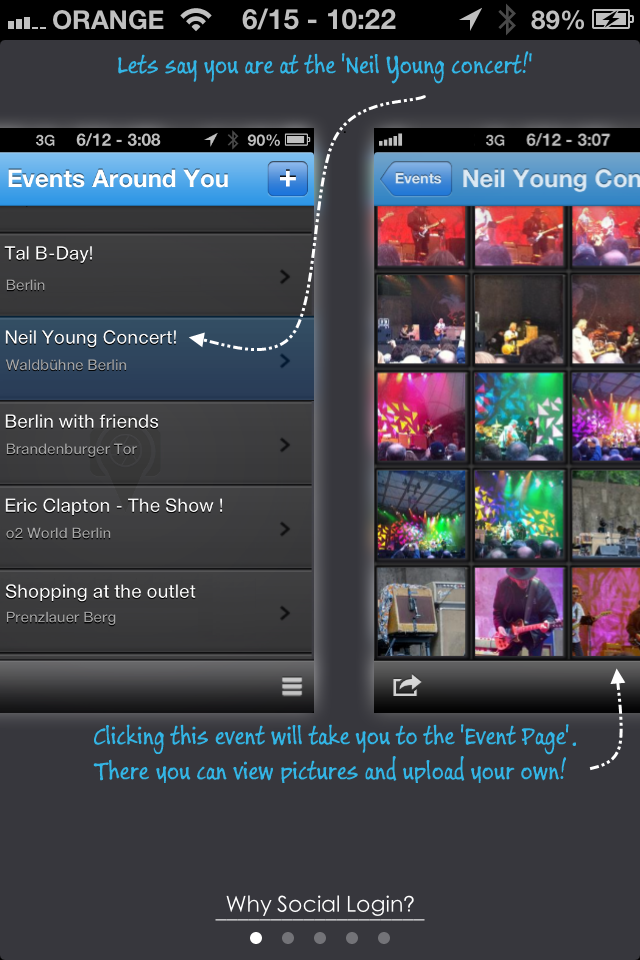 ORANGE 6/15 - 10:22 89%
Lets say you are at the 'Neil Young concert!'
3G 6/12 - 3:08 90%
Events Around You +
Tal B-Day!
Berlin
Neil Young Concert!
Waldbühne Berlin
Berlin with friends
Brandenburger Tor
Eric Clapton - The Show !
o2 World Berlin
Shopping at the outlet
Prenzlauer Berg
3G 6/12 - 3:07
Events Neil Young Con
Clicking this event will take you to the 'Event Page'.
There you can view pictures and upload your own!
Why Social Login?